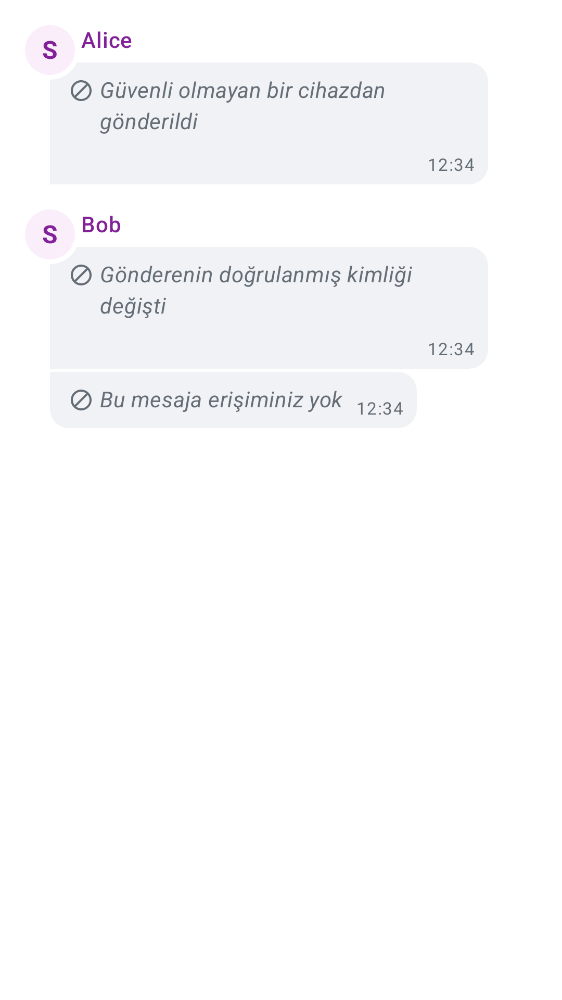 S
Alice
Güvenli olmayan bir cihazdan
gönderildi
12:34
S
Bob
Gönderenin doğrulanmış kimliği
değişti
12:34
Bu mesaja erişiminiz yok 12:34